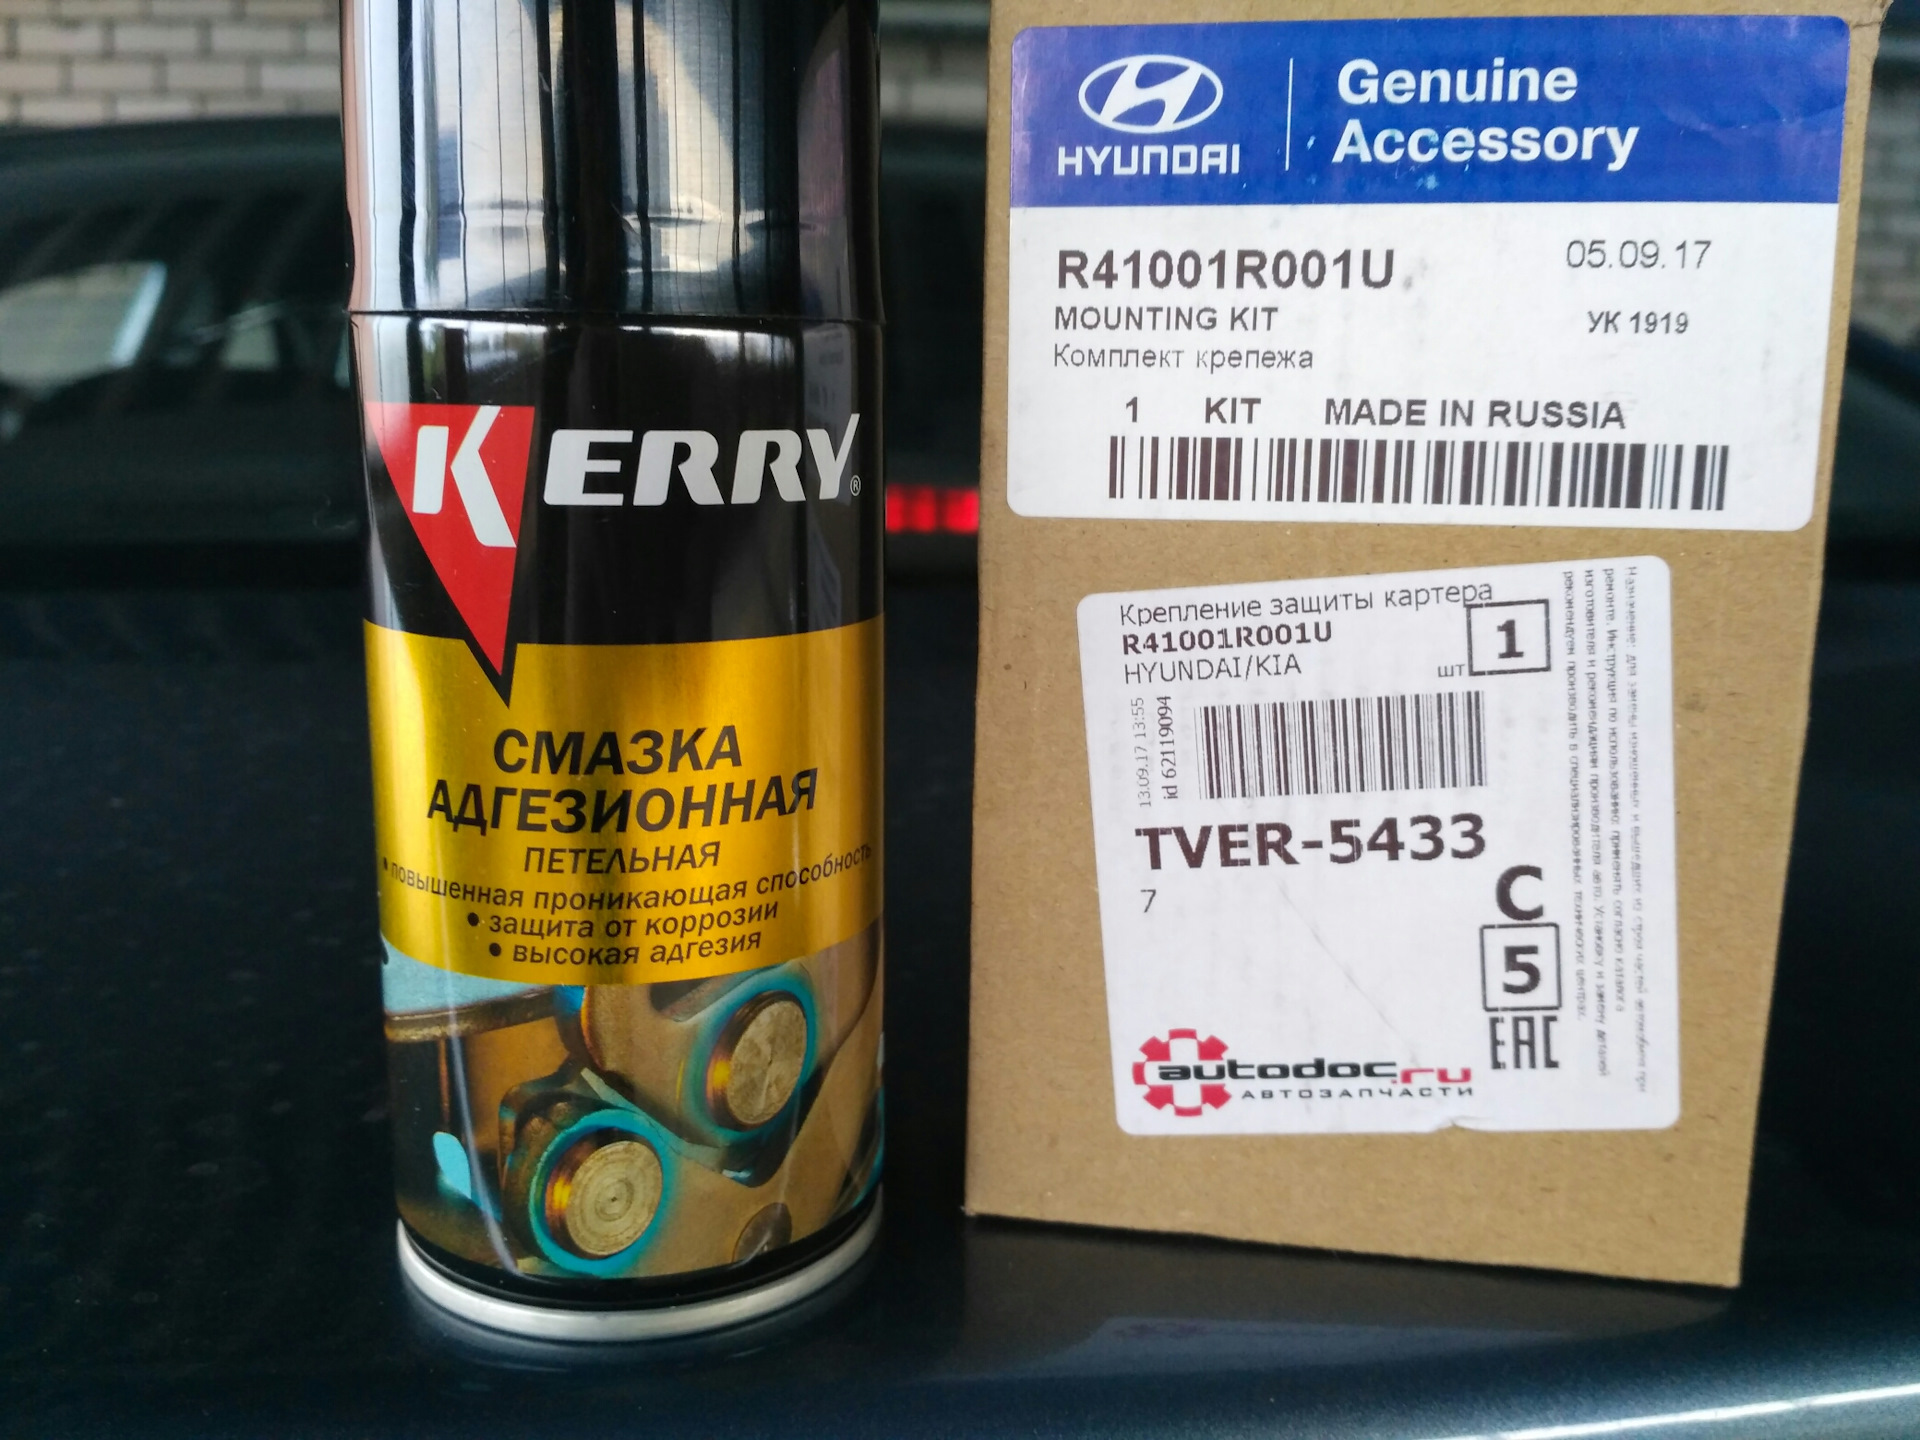 KERRY®
СМАЗКА
АДГЕЗИОННАЯ
ПЕТЕЛЬНАЯ
• повышенная проникающая способность
• защита от коррозии
• высокая адгезия
HYUNDAI
Genuine
Accessory
R41001R001U
05.09.17
MOUNTING KIT
УК 1919
Комплект крепежа
1 KIT MADE IN RUSSIA
Крепление защиты картера
R41001R001U
HYUNDAI/KIA
шт 1
13.09.17 13:55
id 62119094
TVER-5433
7
C
5
EAC
autodoc.ru
АВТОЗАПЧАСТИ